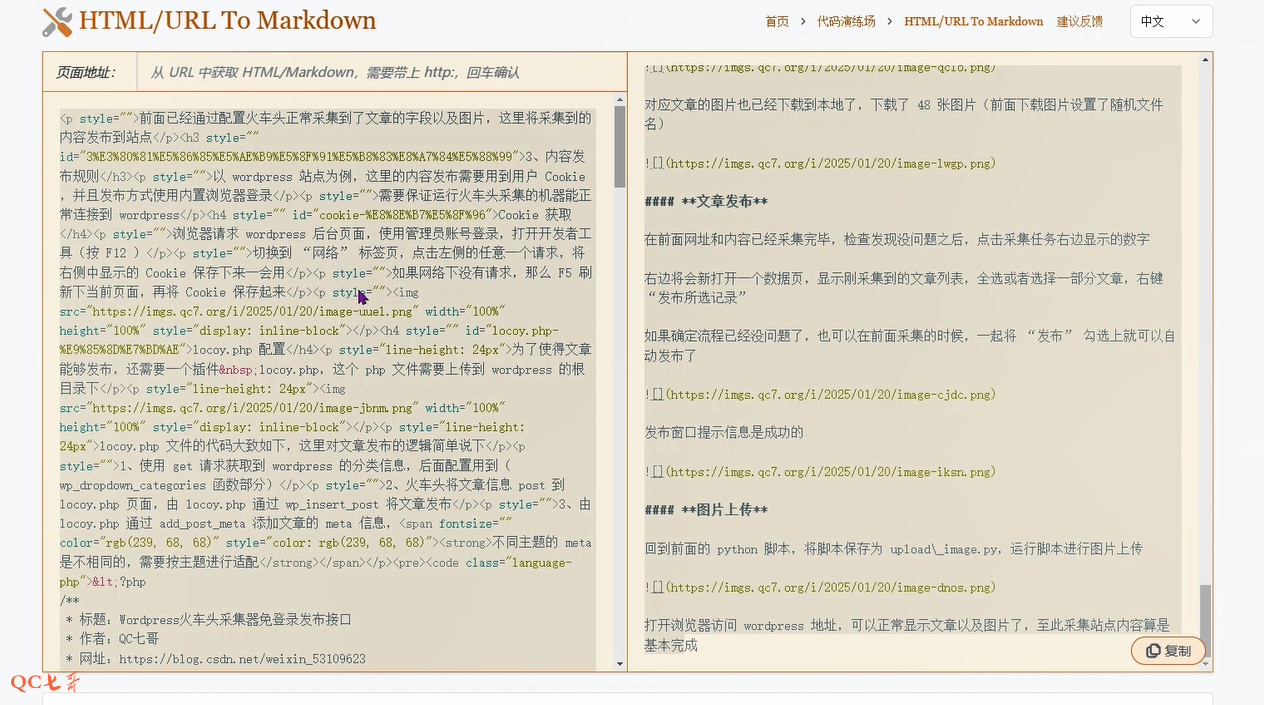 HTML/URL To Markdown
首页 > 代码演练场 > HTML/URL To Markdown 建议反馈
中文
页面地址：
从 URL 中获取 HTML/Markdown，需要带上 http:，回车确认
<p style="">前面已经通过配置火车头正常采集到了文章的字段以及图片，这里将采集到的
内容发布到站点</p><h3 style=""
id="3%E3%80%81%E5%86%85%E5%AE%B9%E5%8F%91%E5%B8%83%E8%A7%84%E5%88%99">3、内容发
布规则</h3><p style="">以 wordpress 站点为例，这里的内容发布需要用到用户 Cookie
，并且发布方式使用内置浏览器登录</p><p style="">需要保证运行火车头采集的机器能正
常连接到 wordpress</p><h4 style="" id="cookie-%E8%8E%B7%E5%8F%96">Cookie 获取
</h4><p style="">浏览器请求 wordpress 后台页面，使用管理员账号登录，打开开发者工
具（按 F12 ）</p><p style="">切换到 “网络” 标签页，点击左侧的任意一个请求，将
右侧中显示的 Cookie 保存下来一会用</p><p style="">如果网络下没有请求，那么 F5 刷
新下当前页面，再将 Cookie 保存起来</p><p style=""><img
src="https://imgs.qc7.org/i/2025/01/20/image-uuel.png" width="100%"
height="100%" style="display: inline-block"></p><h4 style="" id="locoy.php-
%E9%85%8D%E7%BD%AE">locoy.php 配置</h4><p style="line-height: 24px">为了使得文章
能够发布，还需要一个插件&nbsp;locoy.php，这个 php 文件需要上传到 wordpress 的根
目录下</p><p style="line-height: 24px"><img
src="https://imgs.qc7.org/i/2025/01/20/image-jbnm.png" width="100%"
height="100%" style="display: inline-block"></p><p style="line-height:
24px">locoy.php 文件的代码大致如下，这里对文章发布的逻辑简单说下</p><p
style="">1、使用 get 请求获取到 wordpress 的分类信息，后面配置用到（
wp_dropdown_categories 函数部分）</p><p style="">2、火车头将文章信息 post 到
locoy.php 页面，由 locoy.php 通过 wp_insert_post 将文章发布</p><p style="">3、由
locoy.php 通过 add_post_meta 添加文章的 meta 信息，<span fontsize=""
color="rgb(239, 68, 68)" style="color: rgb(239, 68, 68)"><strong>不同主题的 meta
是不相同的，需要按主题进行适配</strong></span></p><pre><code class="language-
php">&lt;?php
/**
* 标题：Wordpress火车头采集器免登录发布接口
* 作者：QC七哥
* 网址：https://blog.csdn.net/weixin_53109623
![](https://imgs.qc7.org/i/2025/01/20/image-qclo.png)
对应文章的图片也已经下载到本地了，下载了 48 张图片（前面下载图片设置了随机文件
名）
![](https://imgs.qc7.org/i/2025/01/20/image-1wgp.png)
#### **文章发布**
在前面网址和内容已经采集完毕，检查发现没问题之后，点击采集任务右边显示的数字
右边将会新打开一个数据页，显示刚采集到的文章列表，全选或者选择一部分文章，右键
“发布所选记录”
如果确定流程已经没问题了，也可以在前面采集的时候，一起将 “发布” 勾选上就可以自
动发布了
![](https://imgs.qc7.org/i/2025/01/20/image-cjdc.png)
发布窗口提示信息是成功的
![](https://imgs.qc7.org/i/2025/01/20/image-iksn.png)
#### **图片上传**
回到前面的 python 脚本，将脚本保存为 upload\_image.py，运行脚本进行图片上传
![](https://imgs.qc7.org/i/2025/01/20/image-dnos.png)
打开浏览器访问 wordpress 地址，可以正常显示文章以及图片了，至此采集站点内容算是
基本完成
复制
QC七哥